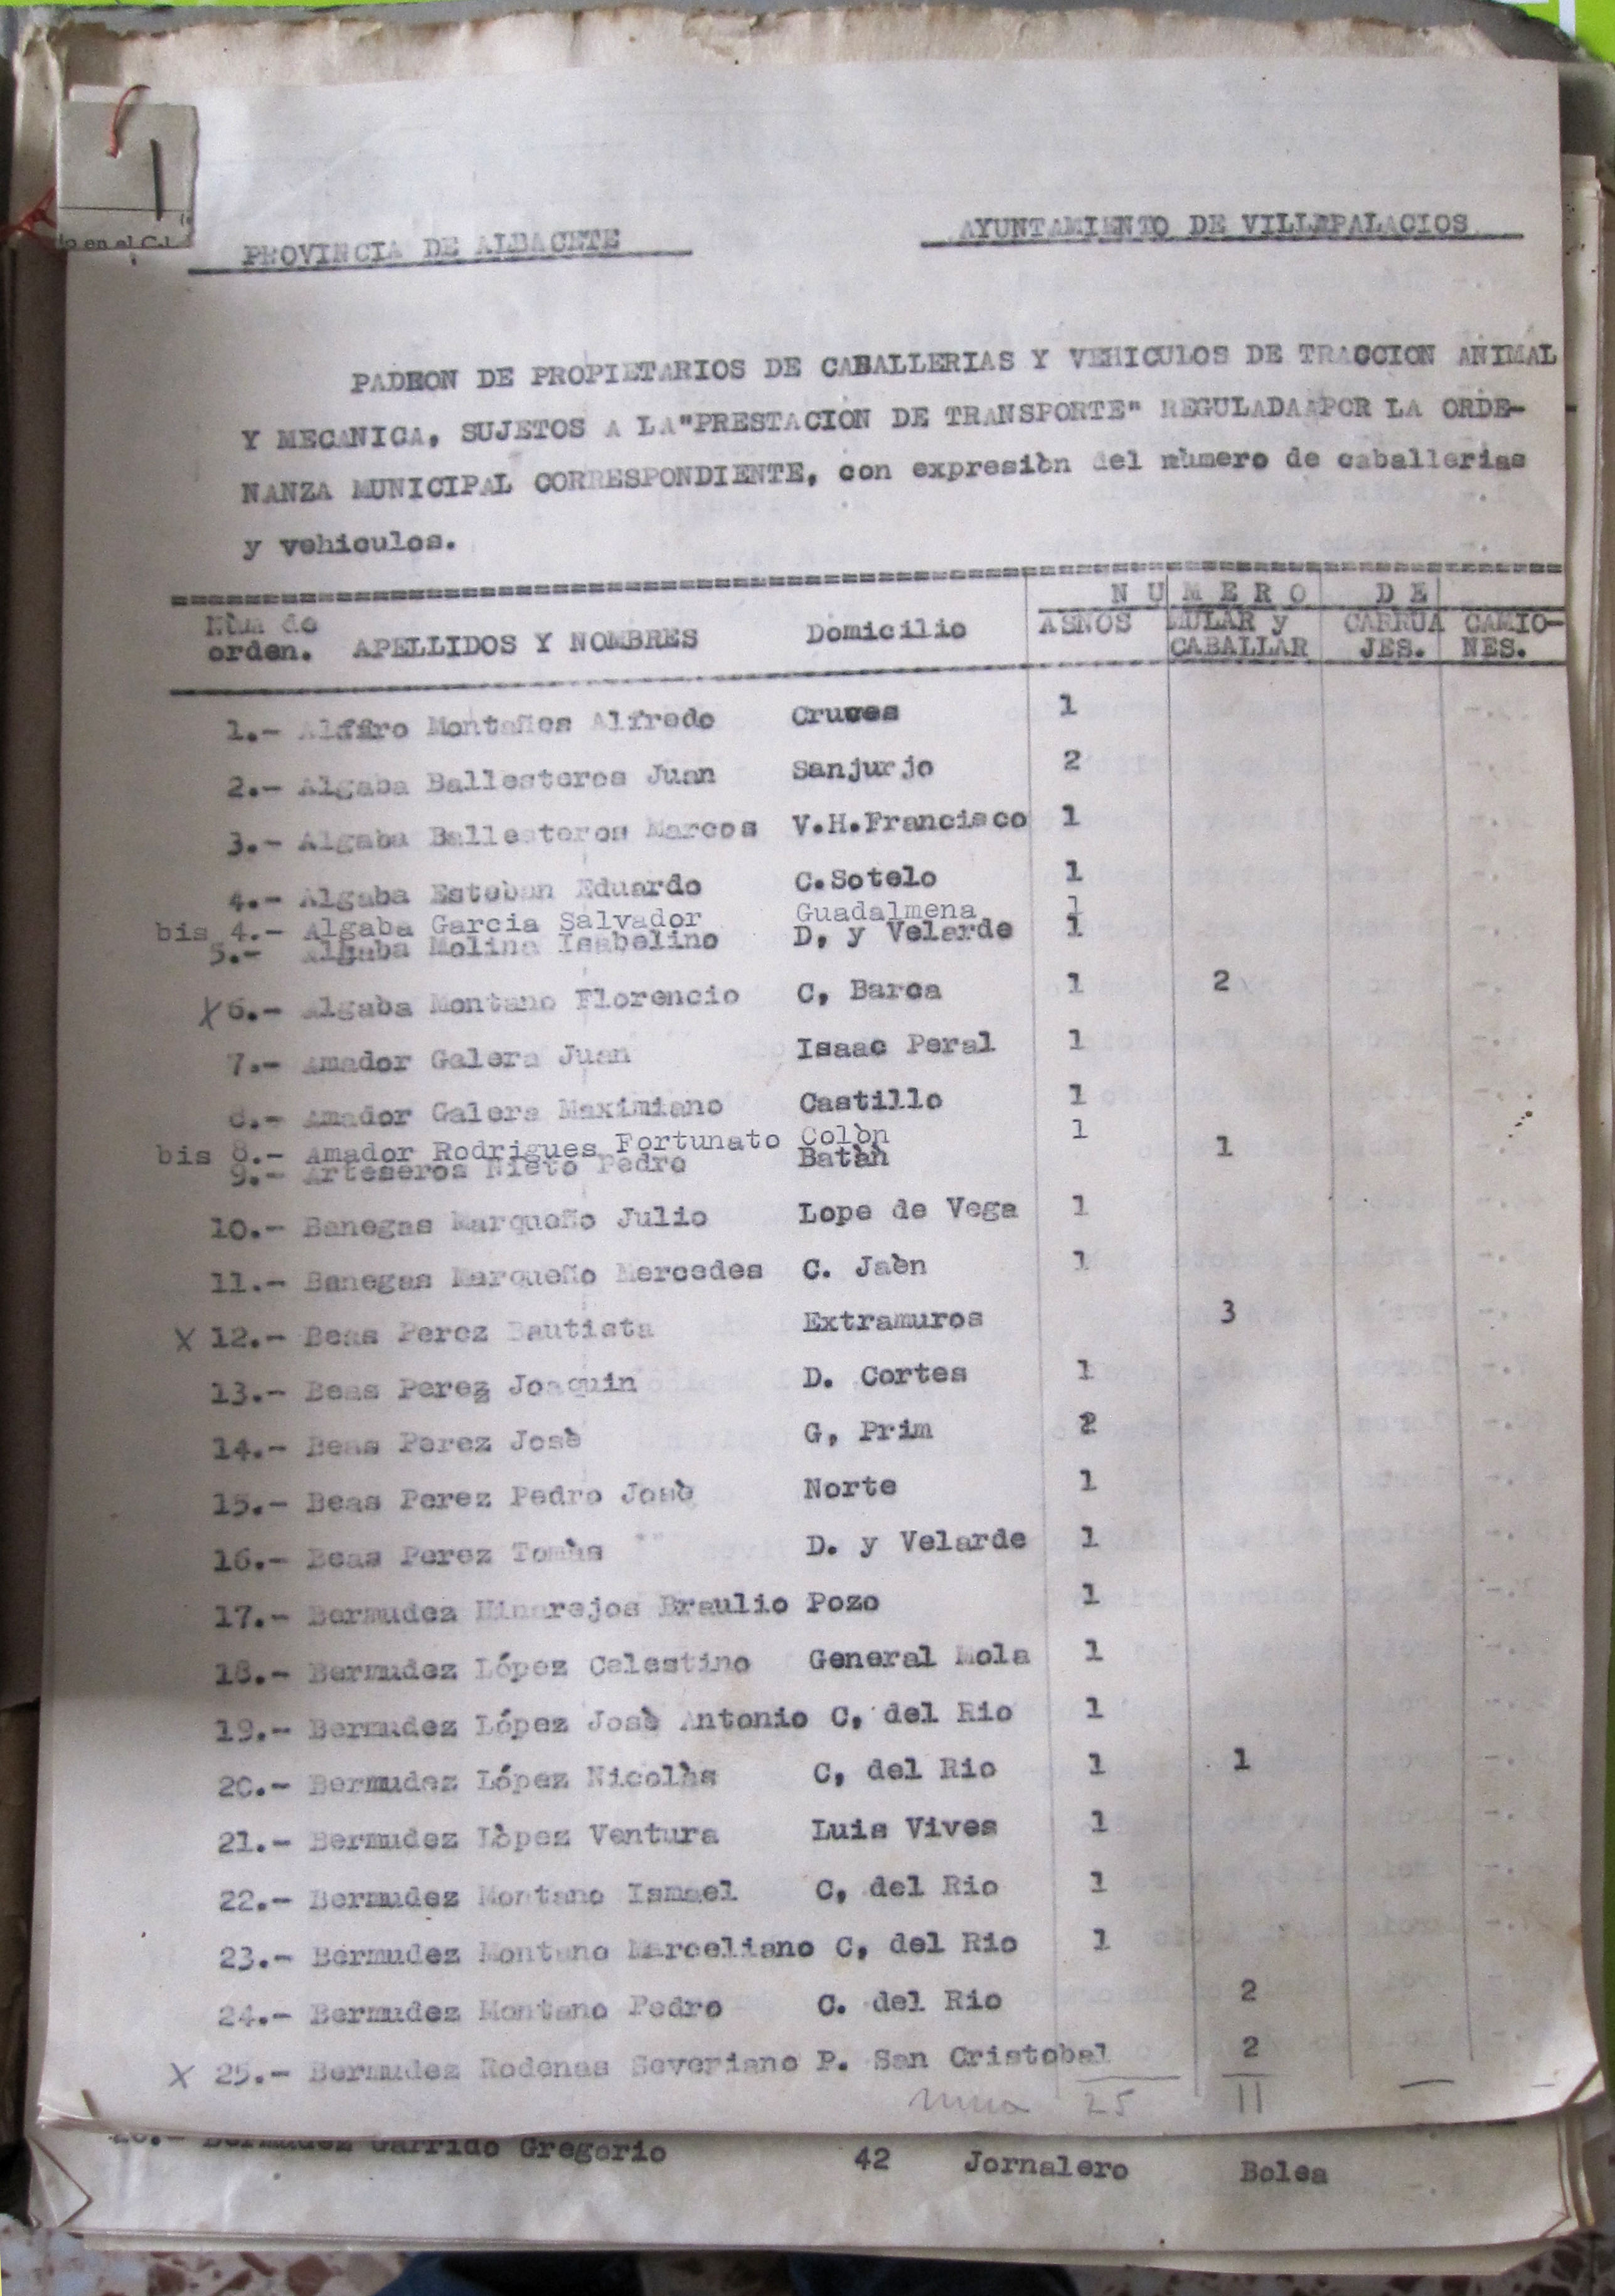 1
PROVINCIA DE ALBACETE
AYUNTAMIENTO DE VILLEPALACIOS
PADRON DE PROPIETARIOS DE CABALLERIAS Y VEHICULOS DE TRACCION ANIMAL
Y MECANICA, SUJETOS A LA"PRESTACION DE TRANSPORTE" REGULADAAPOR LA ORDE-
NANZA MUNICIPAL CORRESPONDIENTE, con expresiòn del nùmero de caballerias
y vehiculos.
NUMERO DE
Nùm de orden. APELLIDOS Y NOMBRES Domicilio ASNOS MULAR y CABALLAR CARRUAJES. CAMIO-NES.
1.- Alfaro Montañes Alfredo Cruces 1
2.- Algaba Ballesteros Juan Sanjurjo 2
3.- Algaba Ballesteros Marcos V.H.Francisco 1
4.- Algaba Esteban Eduardo C.Sotelo 1
bis 4.- Algaba Garcia Salvador Guadalmena 1
5.- Algaba Molina Isabelino D, y Velarde 1
X 6.- Algaba Montano Florencio C, Barca 1 2
7.- Amador Galera Juan Isaac Peral 1
8.- Amador Galera Maximiano Castillo 1
bis 8.- Amador Rodrigues Fortunato Colòn 1
9.- Arteseros Nieto Pedro Batàn 1
10.- Banegas Marqueño Julio Lope de Vega 1
11.- Banegas Marqueño Mercedes C. Jaèn 1
X 12.- Beas Perez Bautista Extramuros 3
13.- Beas Perez Joaquin D. Cortes 1
14.- Beas Perez Josè G, Prim 2
15.- Beas Perez Pedro Josè Norte 1
16.- Beas Perez Tomàs D. y Velarde 1
17.- Bermudez Hinarejos Braulio Pozo 1
18.- Bermudez López Celestino General Mola 1
19.- Bermudez López Josè Antonio C, del Rio 1
20.- Bermudez López Nicolàs C, del Rio 1 1
21.- Bermudez Lòpez Ventura Luis Vives 1
22.- Bermudez Montano Ismael C, del Rio 1
23.- Bermudez Montano Marceliano C, del Rio 1
24.- Bermudez Montano Pedro C. del Rio 2
X 25.- Bermudez Rodenas Severiano P. San Cristobal 2
25 11 — —
Bermudez Garrido Gregorio 42 Jornalero Bolea